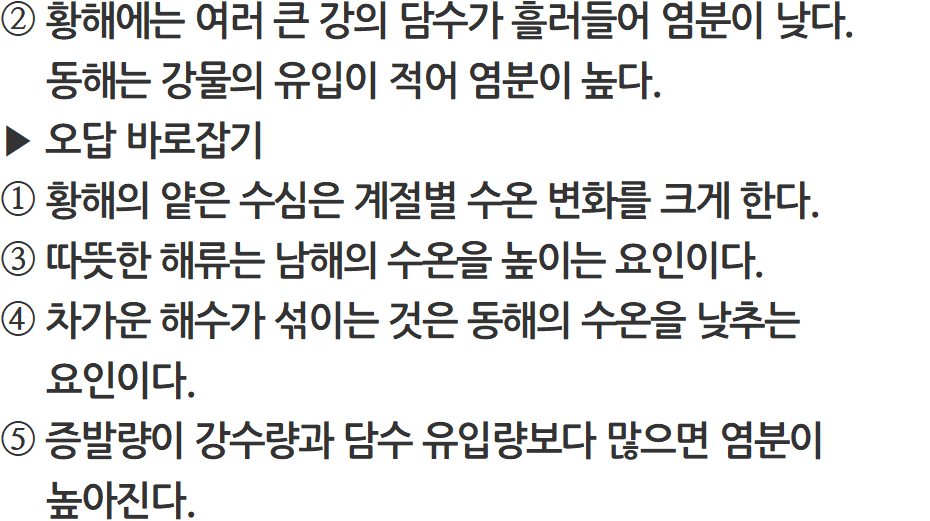 ② 황해에는 여러 큰 강의 담수가 흘러들어 염분이 낮다.
동해는 강물의 유입이 적어 염분이 높다.
▶ 오답 바로잡기
① 황해의 얕은 수심은 계절별 수온 변화를 크게 한다.
③ 따뜻한 해류는 남해의 수온을 높이는 요인이다.
④ 차가운 해수가 섞이는 것은 동해의 수온을 낮추는
요인이다.
⑤ 증발량이 강수량과 담수 유입량보다 많으면 염분이
높아진다.